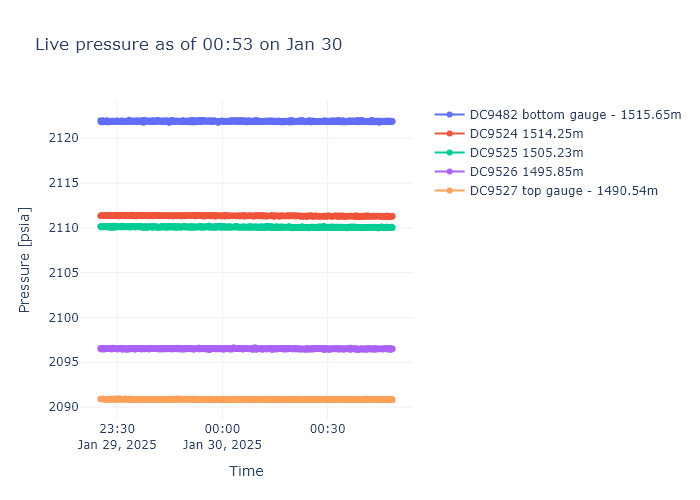 Live pressure as of 00:53 on Jan 30
DC9482 bottom gauge - 1515.65m
DC9524 1514.25m
DC9525 1505.23m
DC9526 1495.85m
DC9527 top gauge - 1490.54m
Pressure [psia]
2120
2115
2110
2105
2100
2095
2090
23:30
Jan 29, 2025
00:00
Jan 30, 2025
00:30
Time